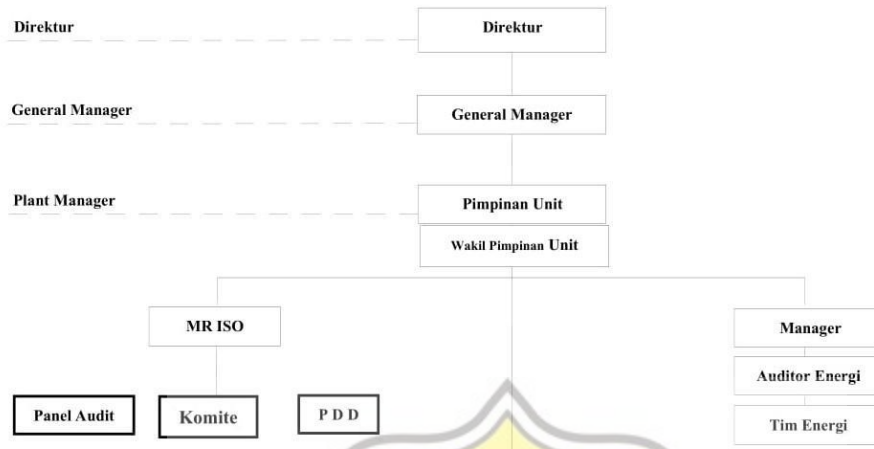 Direktur
Direktur
General Manager
General Manager
Plant Manager
Pimpinan Unit
Wakil Pimpinan Unit
MR ISO
Manager
Auditor Energi
Panel Audit
Komite
P D D
Tim Energi